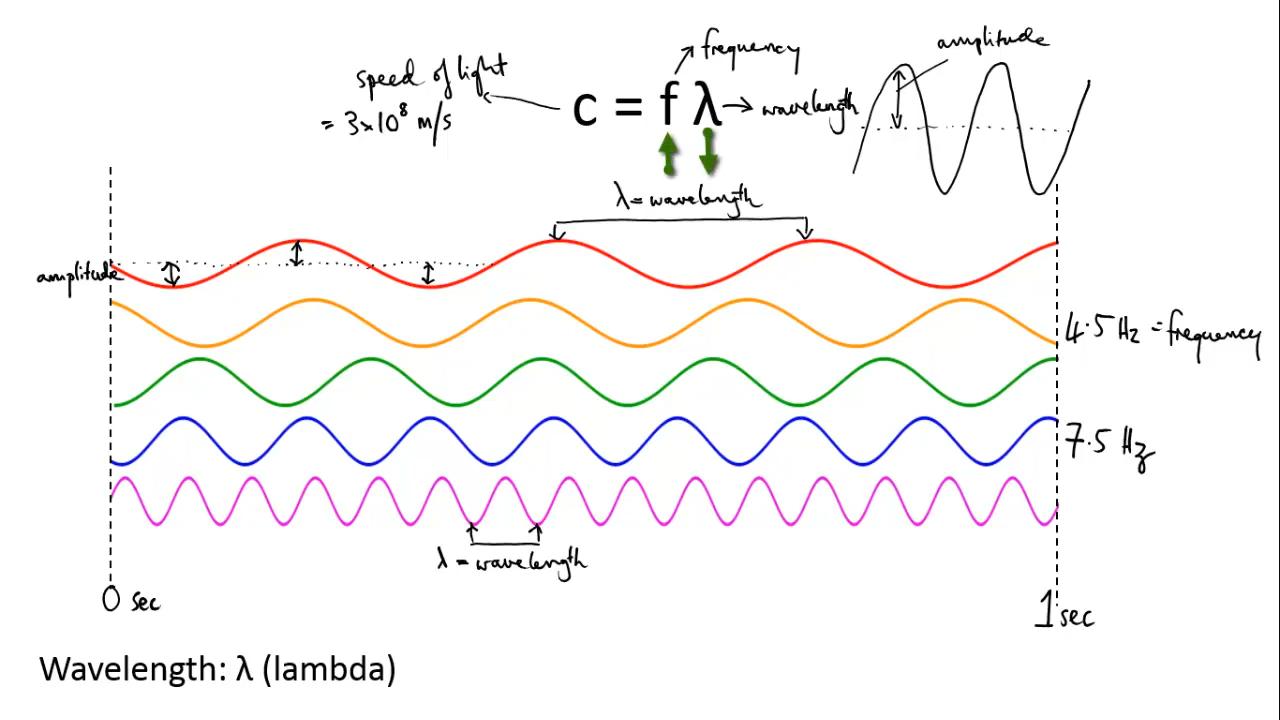 speed of light
= 3×10⁸ m/s
c = f λ
frequency
wavelength
amplitude
λ = wavelength
amplitude
4.5 Hz = frequency
7.5 Hz
λ = wavelength
0 sec
1 sec
Wavelength: λ (lambda)